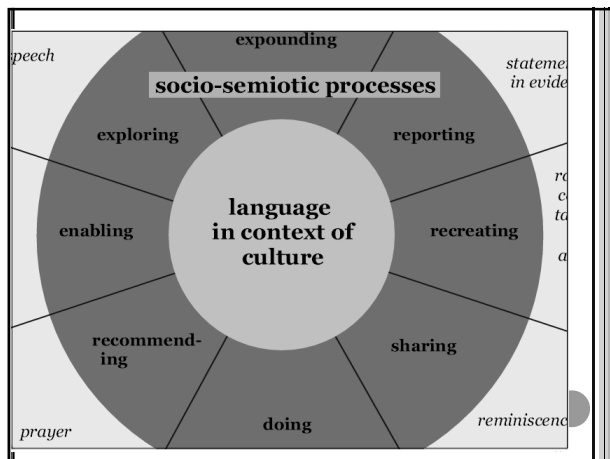 expounding
speech
socio-semiotic processes
exploring
reporting
enabling
language
in context of
culture
recreating
recommend-
ing
sharing
doing
prayer